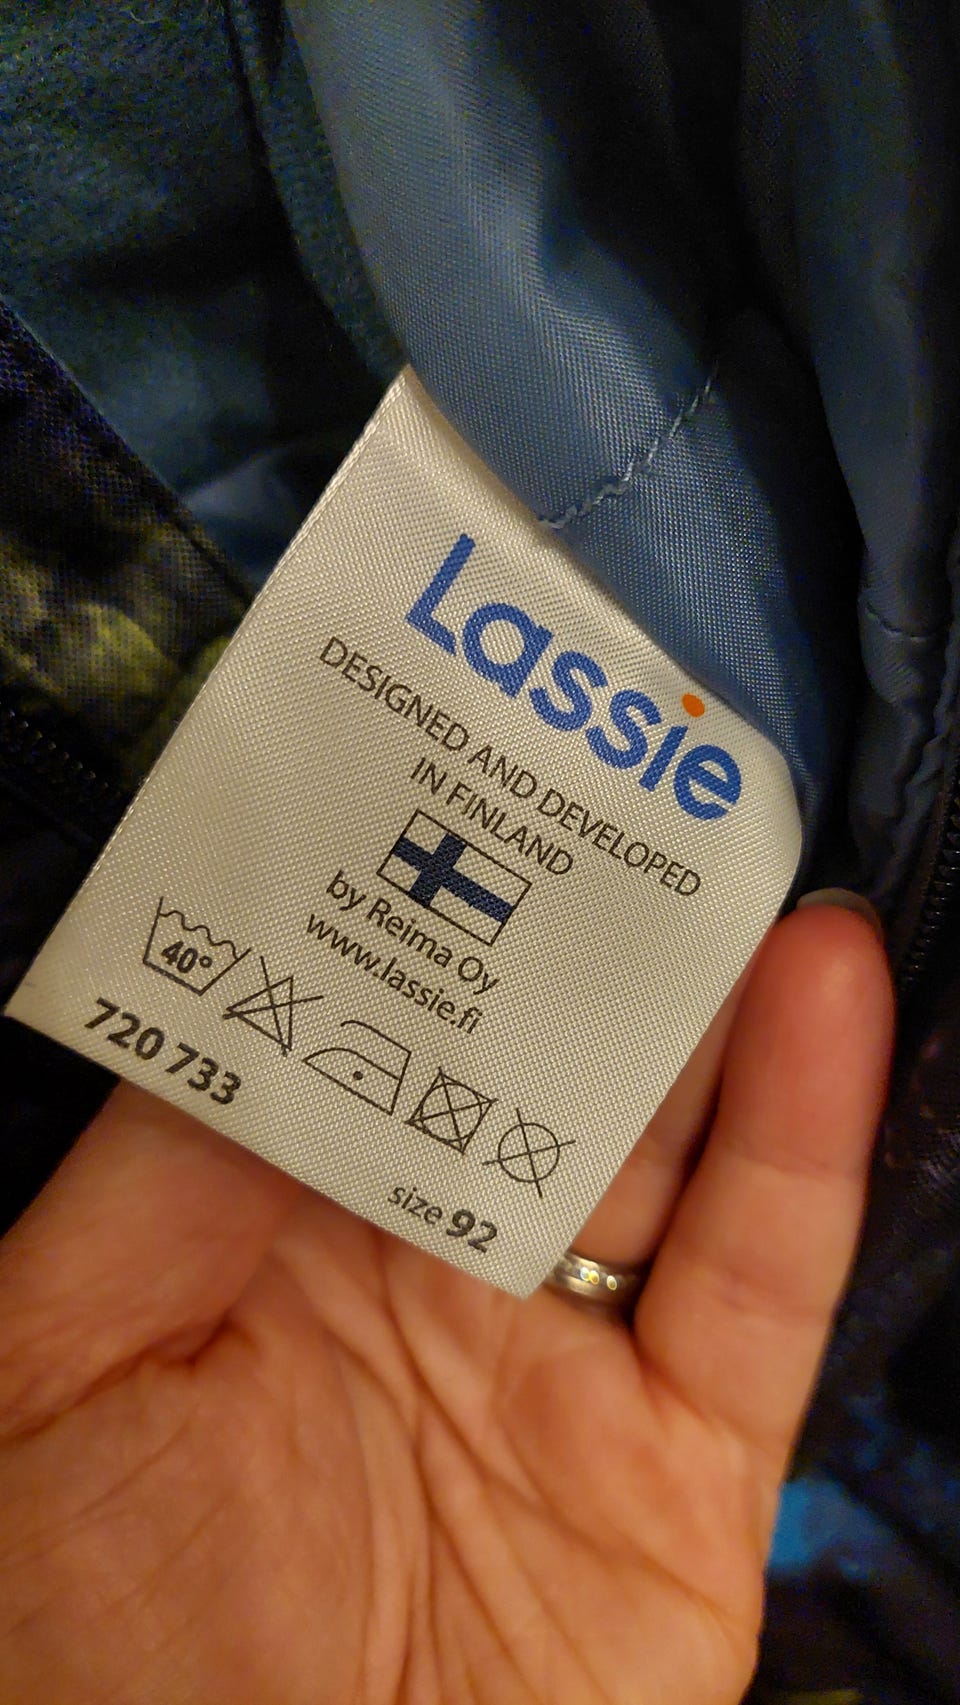 Lassie
DESIGNED AND DEVELOPED
IN FINLAND
by Reima Oy
www.lassie.fi
40°
720 733
size 92